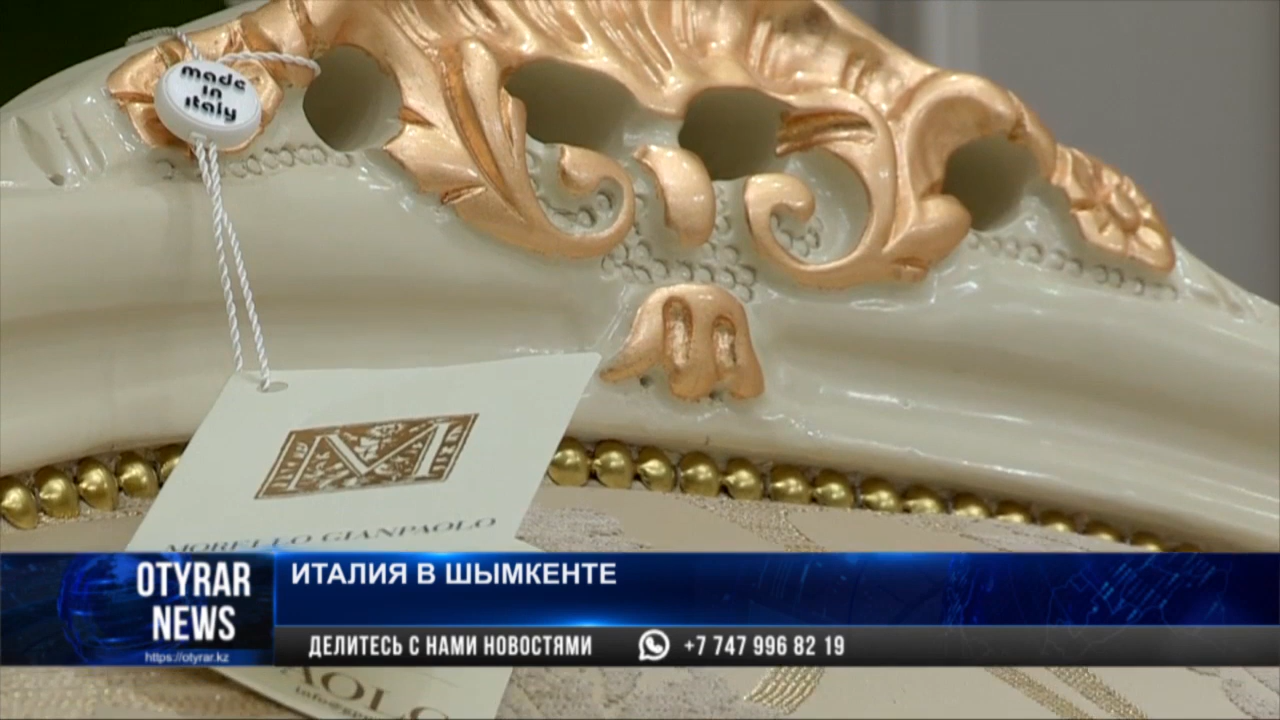 made
in
italy
M
MORELLO GIANPAOLO
OTYRAR
NEWS
https://otyrar.kz
ИТАЛИЯ В ШЫМКЕНТЕ
ДЕЛИТЕСЬ С НАМИ НОВОСТЯМИ
+7 747 996 82 19